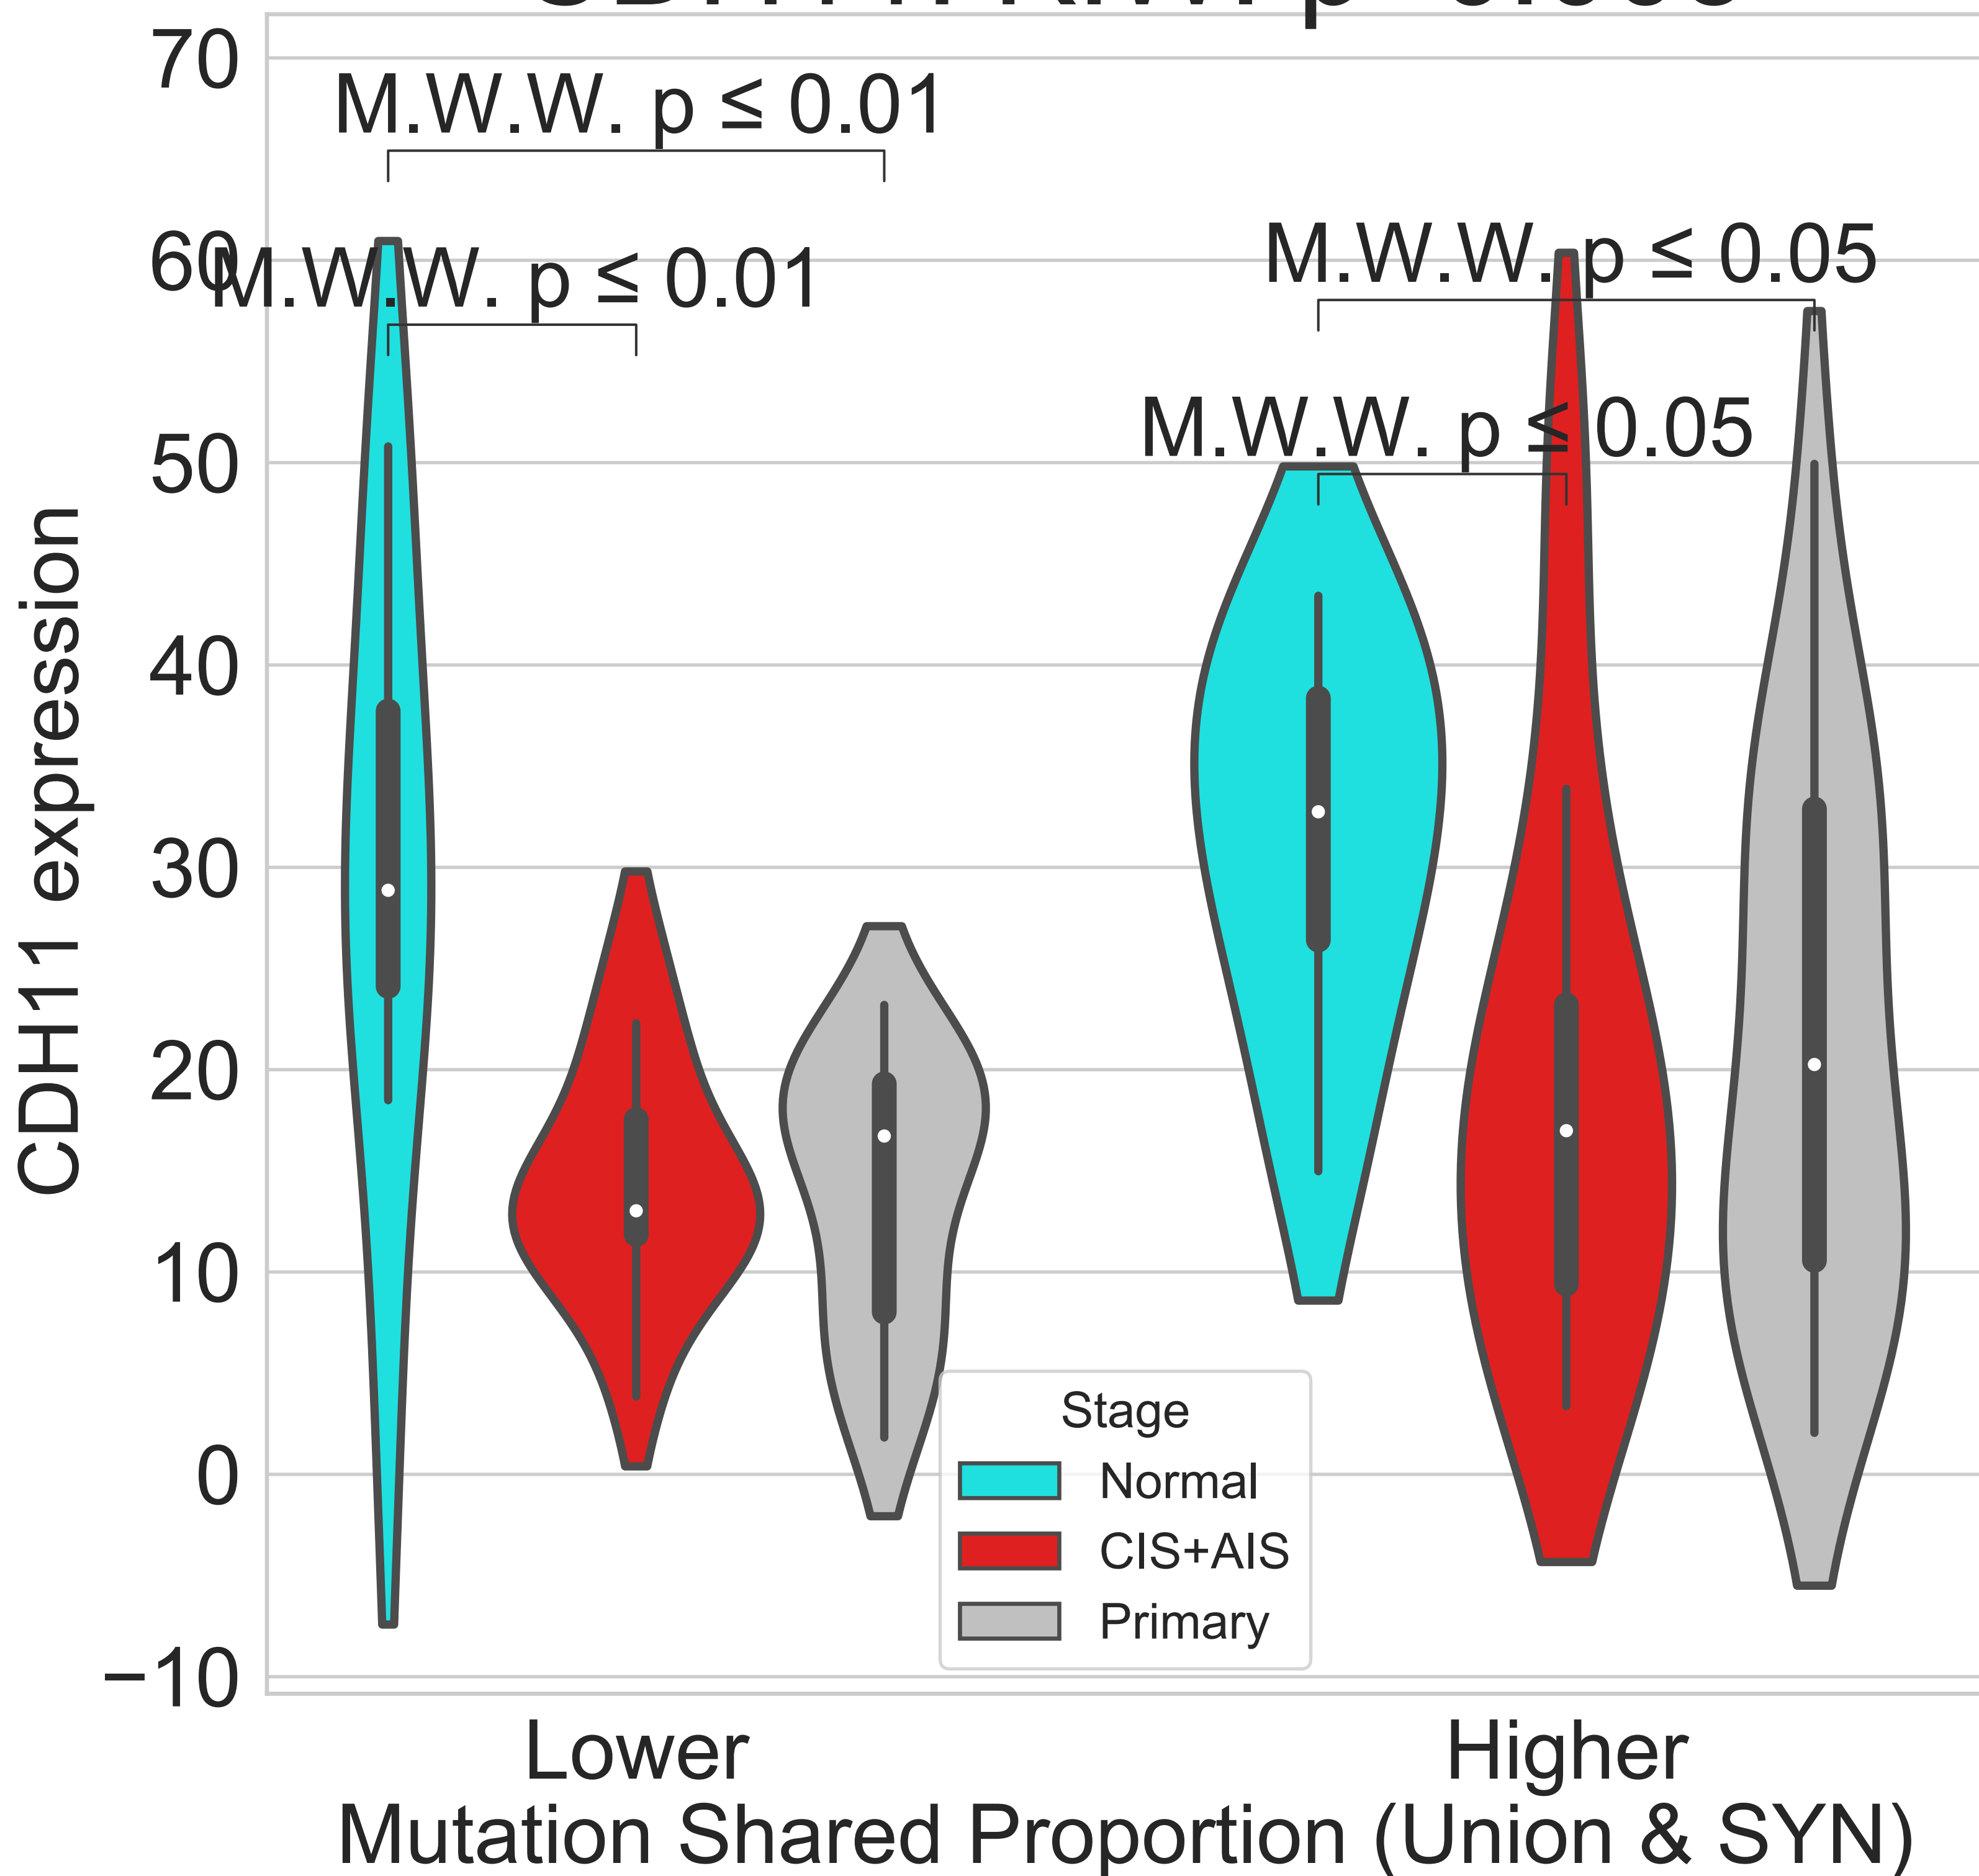 70
M.W.W. p ≤ 0.01
60
M.W.W. p ≤ 0.01
M.W.W. p ≤ 0.05
50
M.W.W. p ≤ 0.05
40
30
20
10
0
−10
CDH11 expression
Stage
Normal
CIS+AIS
Primary
Lower
Higher
Mutation Shared Proportion (Union & SYN)